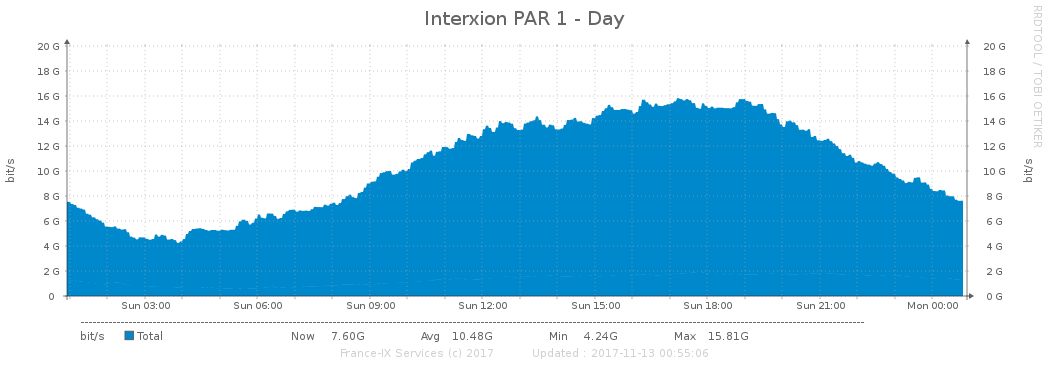 Interxion PAR 1 - Day
RRDTOOL / TOBI OETIKER
bit/s
20 G 20 G
18 G 18 G
16 G 16 G
14 G 14 G
12 G 12 G
10 G 10 G
8 G 8 G
6 G 6 G
4 G 4 G
2 G 2 G
0 0 G
bit/s
Sun 03:00 Sun 06:00 Sun 09:00 Sun 12:00 Sun 15:00 Sun 18:00 Sun 21:00 Mon 00:00
bit/s Total Now 7.60G Avg 10.48G Min 4.24G Max 15.81G
France-IX Services (c) 2017 Updated : 2017-11-13 00:55:06